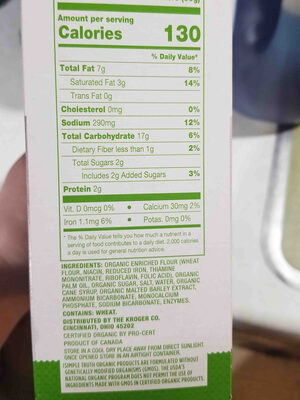 Amount per serving
Calories 130
% Daily Value*
Total Fat 7g 8%
Saturated Fat 3g 14%
Trans Fat 0g
Cholesterol 0mg 0%
Sodium 290mg 12%
Total Carbohydrate 17g 6%
Dietary Fiber less than 1g 2%
Total Sugars 2g
Includes 2g Added Sugars 3%
Protein 2g
Vit. D 0mcg 0% • Calcium 30mg 2%
Iron 1.1mg 6% • Potas. 0mg 0%
* The % Daily Value tells you how much a nutrient in a
serving of food contributes to a daily diet. 2,000 calories
a day is used for general nutrition advice.
INGREDIENTS: ORGANIC ENRICHED FLOUR (WHEAT
FLOUR, NIACIN, REDUCED IRON, THIAMINE
MONONITRATE, RIBOFLAVIN, FOLIC ACID), ORGANIC
PALM OIL, ORGANIC SUGAR, SALT, WATER, ORGANIC
CANE SYRUP, ORGANIC MALTED BARLEY EXTRACT,
AMMONIUM BICARBONATE, MONOCALCIUM
PHOSPHATE, SODIUM BICARBONATE, ENZYMES.
CONTAINS: WHEAT.
DISTRIBUTED BY THE KROGER CO.
CINCINNATI, OHIO 45202
CERTIFIED ORGANIC BY PRO-CERT
PRODUCT OF CANADA
STORE IN A COOL DRY PLACE AWAY FROM DIRECT SUNLIGHT.
ONCE OPENED STORE IN AN AIRTIGHT CONTAINER.
SIMPLE TRUTH ORGANIC PRODUCTS ARE FORMULATED WITHOUT
GENETICALLY MODIFIED ORGANISMS (GMOS). THE USDA'S
NATIONAL ORGANIC PROGRAM DOES NOT PERMIT THE USE OF
INGREDIENTS MADE WITH GMOS IN CERTIFIED ORGANIC PRODUCTS.